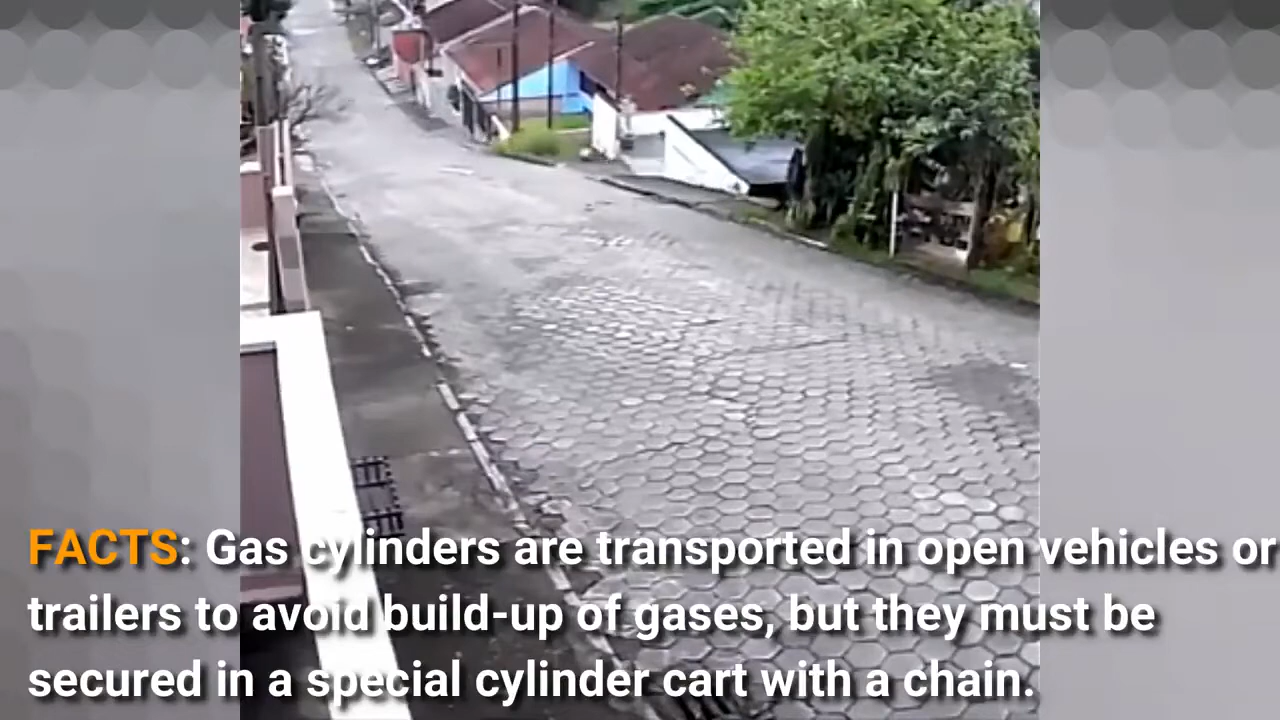 FACTS: Gas cylinders are transported in open vehicles or
trailers to avoid build-up of gases, but they must be
secured in a special cylinder cart with a chain.